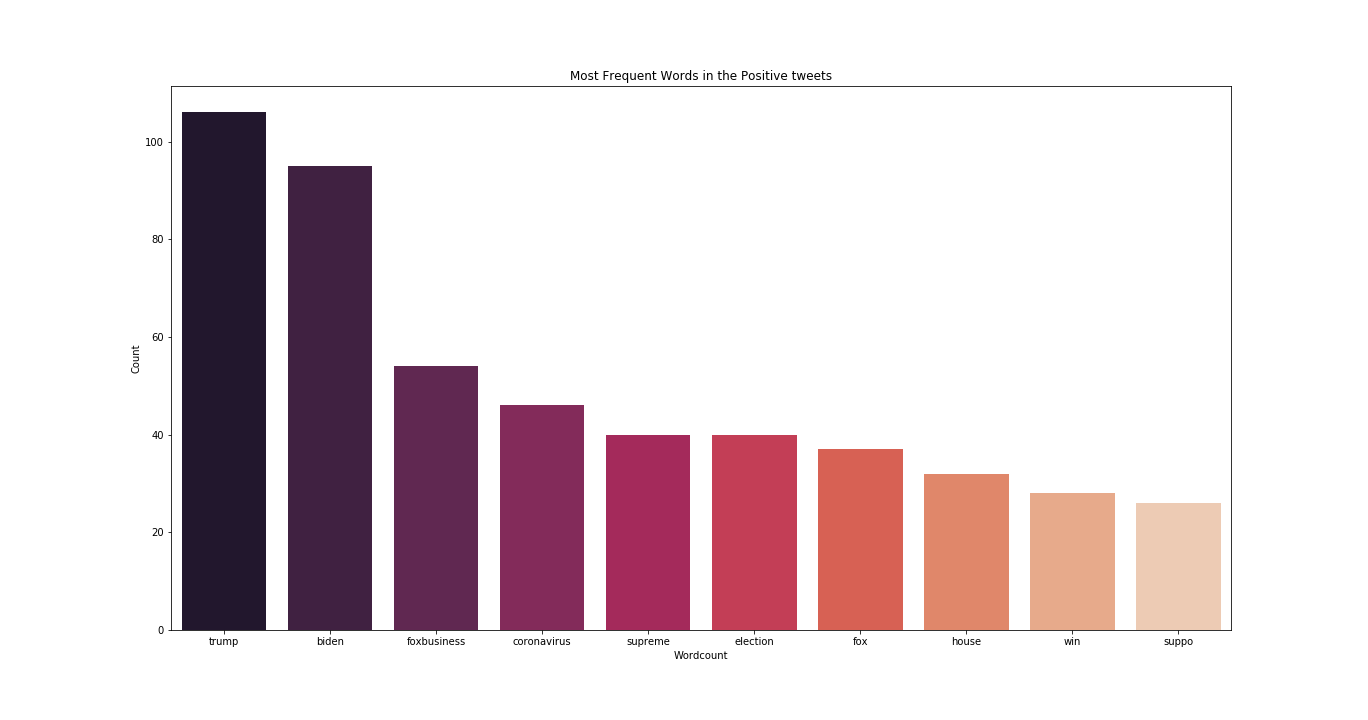 Most Frequent Words in the Positive tweets
100
80
60
40
20
0
Count
trump biden foxbusiness coronavirus supreme election fox house win suppo
Wordcount